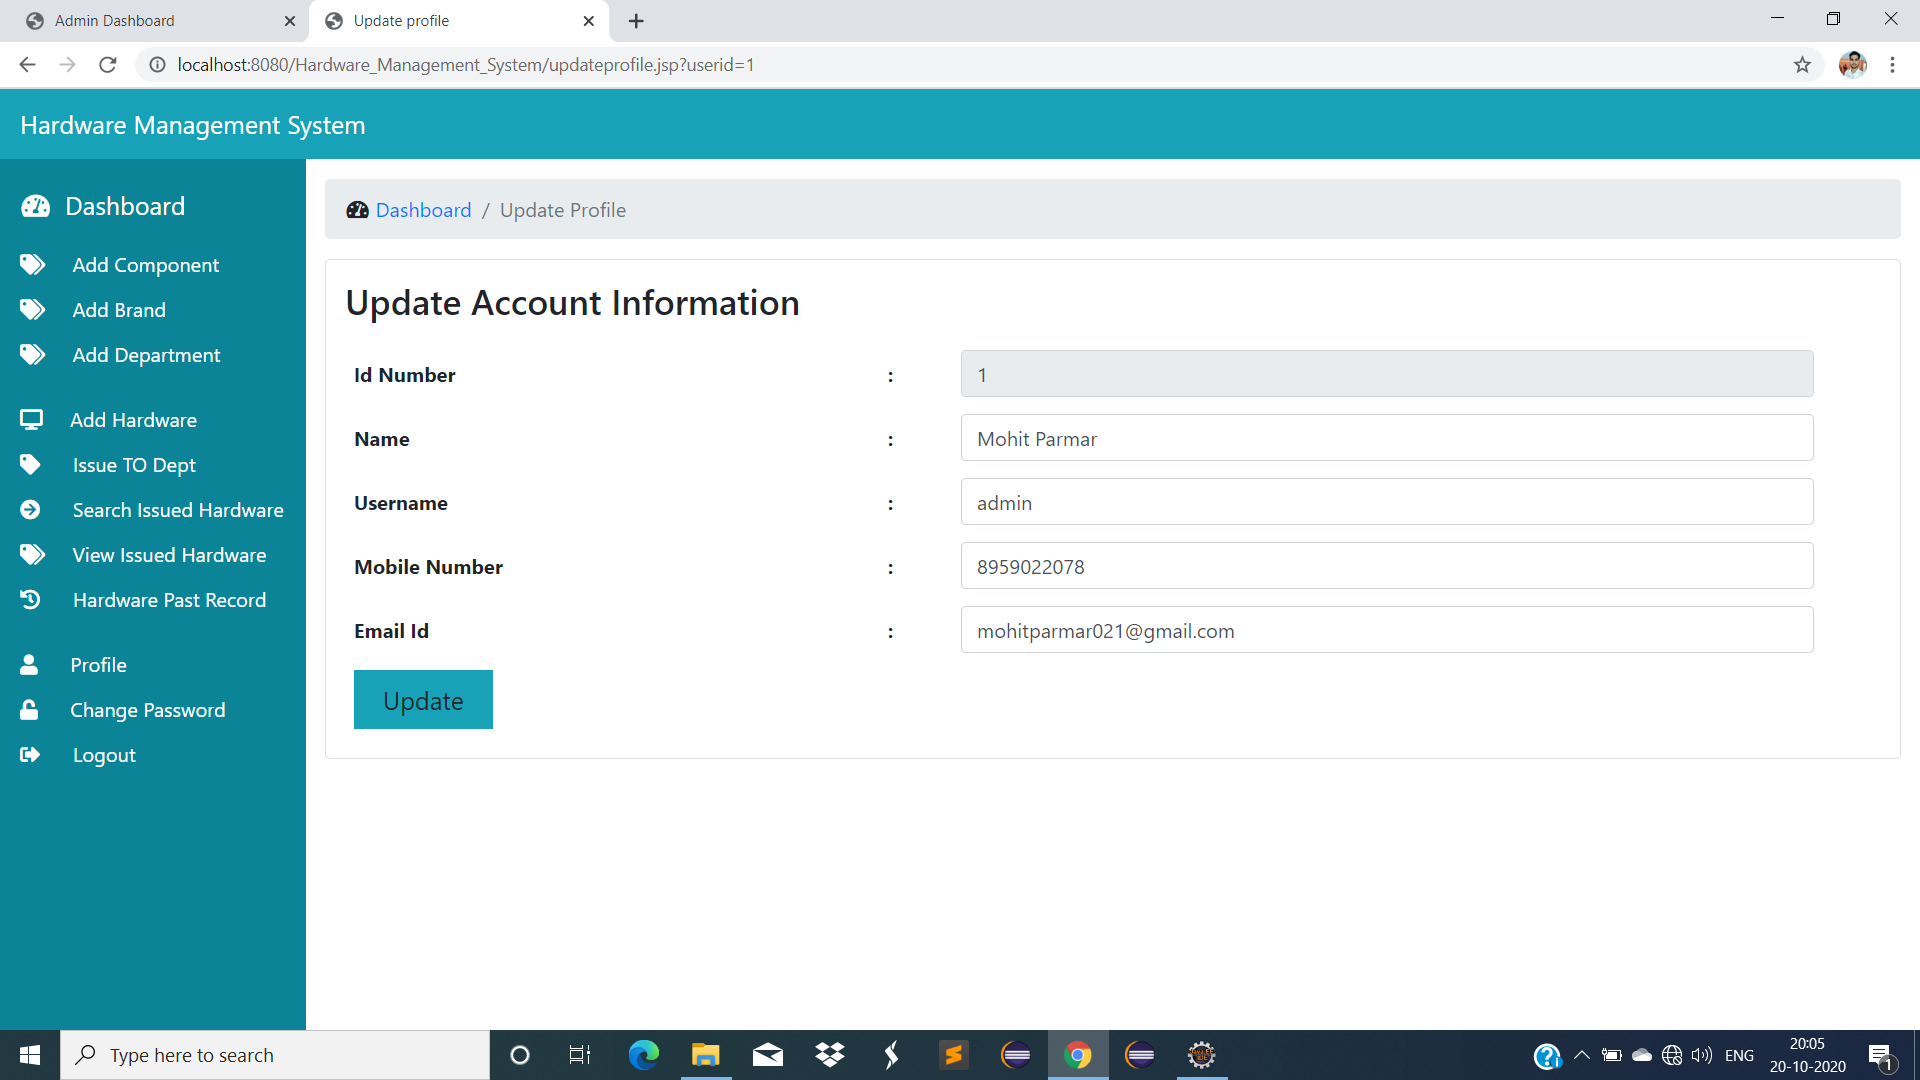 Admin Dashboard
Update profile
localhost:8080/Hardware_Management_System/updateprofile.jsp?userid=1
Hardware Management System
Dashboard
Add Component
Add Brand
Add Department
Add Hardware
Issue TO Dept
Search Issued Hardware
View Issued Hardware
Hardware Past Record
Profile
Change Password
Logout
Dashboard / Update Profile
Update Account Information
Id Number : 1
Name : Mohit Parmar
Username : admin
Mobile Number : 8959022078
Email Id : mohitparmar021@gmail.com
Update
Type here to search
ENG
20:05
20-10-2020
1